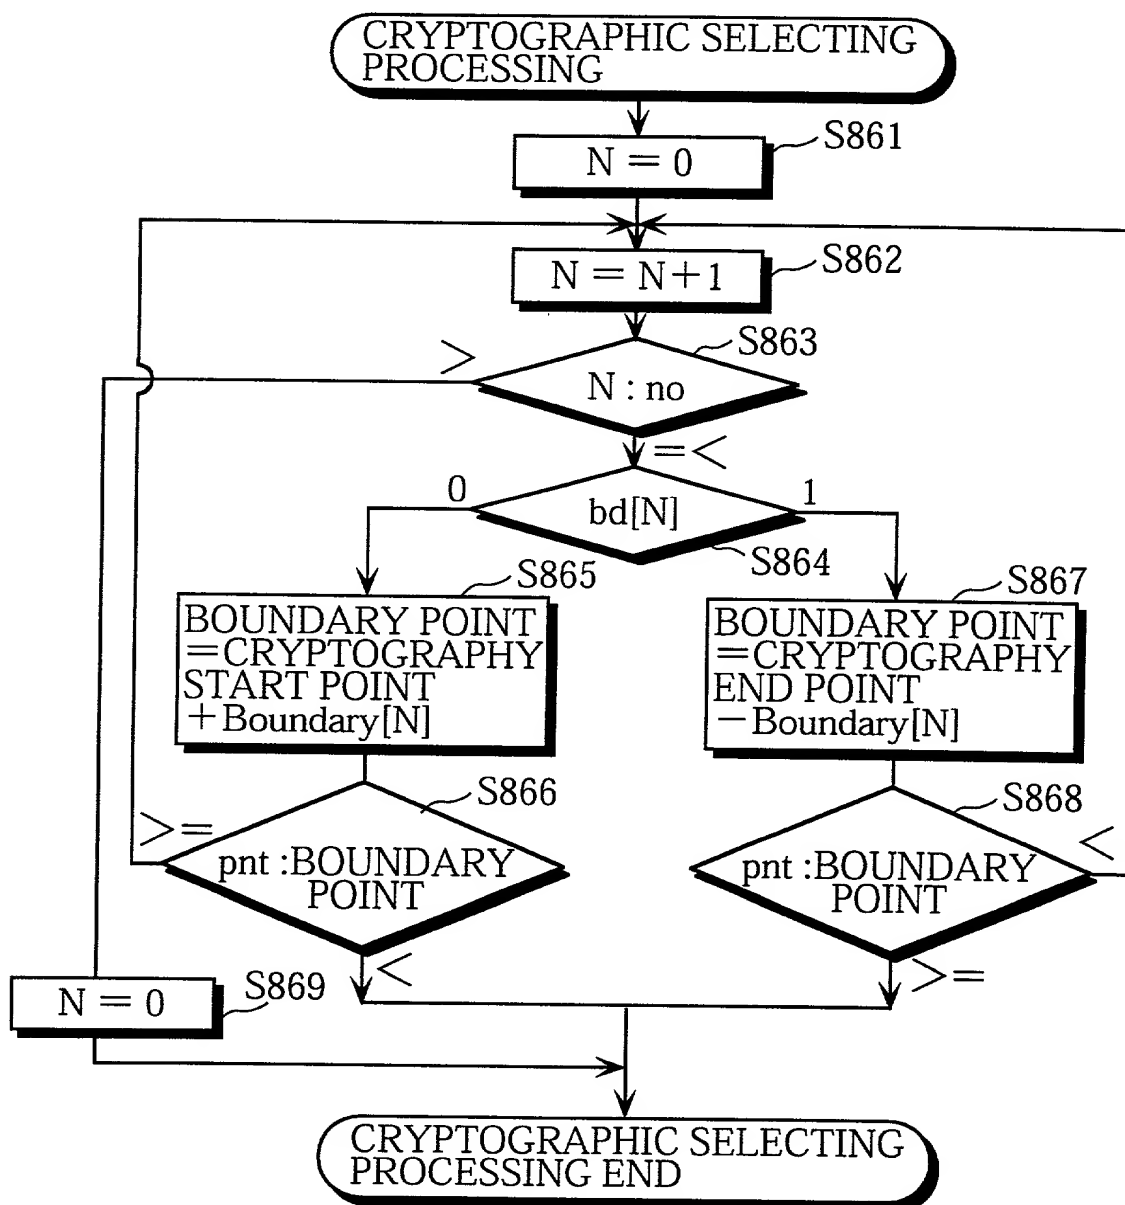 CRYPTOGRAPHIC SELECTING
PROCESSING
S861
N = 0
S862
N = N+1
S863
>
N : no
=<
0
1
bd[N]
S864
S865
BOUNDARY POINT
=CRYPTOGRAPHY
START POINT
+Boundary[N]
S867
BOUNDARY POINT
=CRYPTOGRAPHY
END POINT
-Boundary[N]
S866
>=
pnt :BOUNDARY
POINT
<
S868
<
pnt :BOUNDARY
POINT
>=
S869
N = 0
CRYPTOGRAPHIC SELECTING
PROCESSING END